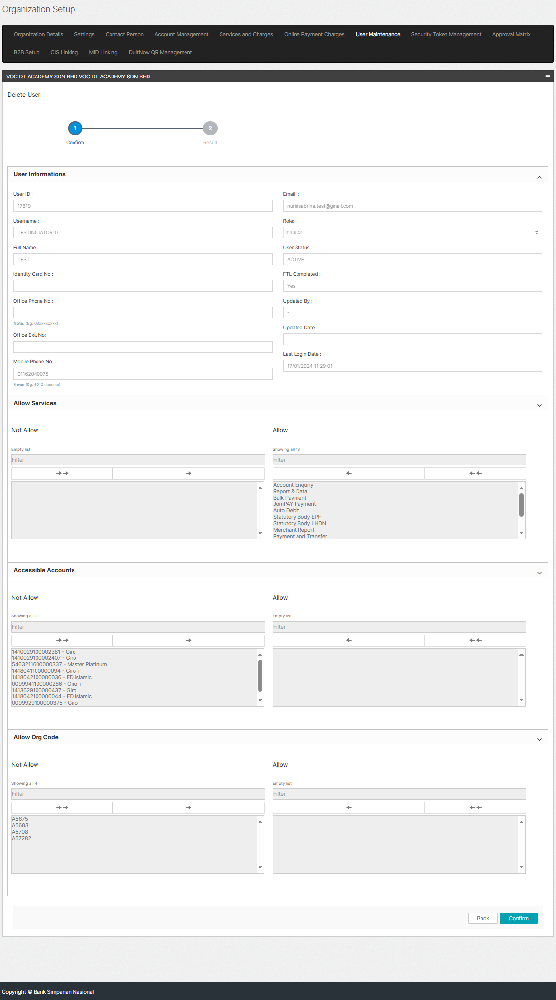 Organization Setup
Organization Details Settings Contact Person Account Management Services and Charges Online Payment Charges User Maintenance Security Token Management Approval Matrix
B2B Setup CIS Linking MID Linking DuitNow QR Management
VOC DT ACADEMY SDN BHD VOC DT ACADEMY SDN BHD
Delete User
1 2
Confirm Result
User Informations
User ID :
17819
Username :
TESTINITIATOR10
Full Name :
TEST
Identity Card No :
Office Phone No :
Note: (Eg. 03xxxxxxxx)
Office Ext. No:
Mobile Phone No :
01162040075
Note: (Eg. 6012xxxxxxx)
Email :
nurinsabrina.test@gmail.com
Role:
Initiator
User Status :
ACTIVE
FTL Completed :
Yes
Updated By :
-
Updated Date :
Last Login Date :
17/01/2024 11:29:01
Allow Services
Not Allow
Empty list
Filter
Allow
Showing all 13
Filter
Account Enquiry
Report & Data
Bulk Payment
JomPAY Payment
Auto Debit
Statutory Body EPF
Statutory Body LHDN
Merchant Report
Payment and Transfer
Accessible Accounts
Not Allow
Showing all 10
Filter
1410029100002381 - Giro
1410029100002407 - Giro
5463211600000337 - Master Platinum
1418041100000094 - Giro-i
1418042100000036 - FD Islamic
0099941100000286 - Giro-i
1413629100000437 - Giro
1418042100000044 - FD Islamic
0099929100000375 - Giro
Allow
Empty list
Filter
Allow Org Code
Not Allow
Showing all 4
Filter
A5675
A5683
A5708
A57282
Allow
Empty list
Filter
Back Confirm
Copyright © Bank Simpanan Nasional